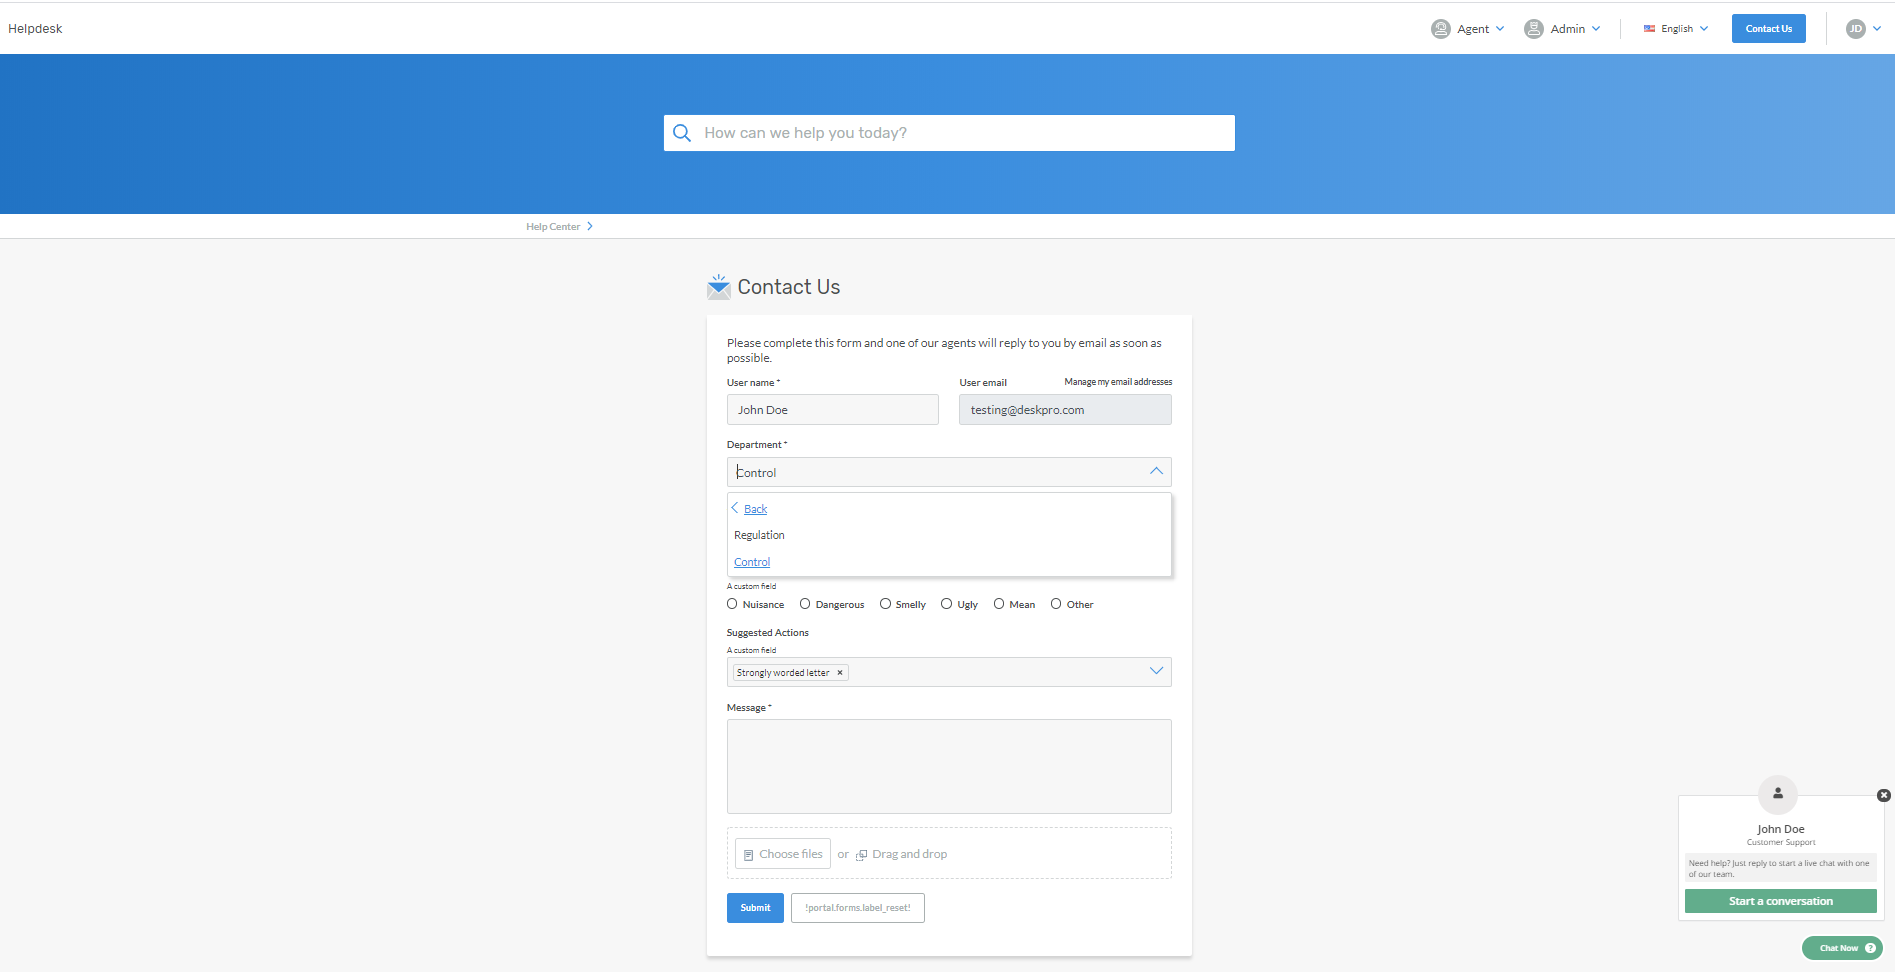 Helpdesk
Agent
Admin
English
Contact Us
JD
How can we help you today?
Help Center
Contact Us
Please complete this form and one of our agents will reply to you by email as soon as
possible.
User name *
User email
Manage my email addresses
John Doe
testing@deskpro.com
Department *
Control
Back
Regulation
Control
A custom field
Nuisance Dangerous Smelly Ugly Mean Other
Suggested Actions
A custom field
Strongly worded letter ×
Message *
Choose files or Drag and drop
Submit
!portal.forms.label_reset!
John Doe
Customer Support
Need help? Just reply to start a live chat with one
of our team.
Start a conversation
Chat Now ?